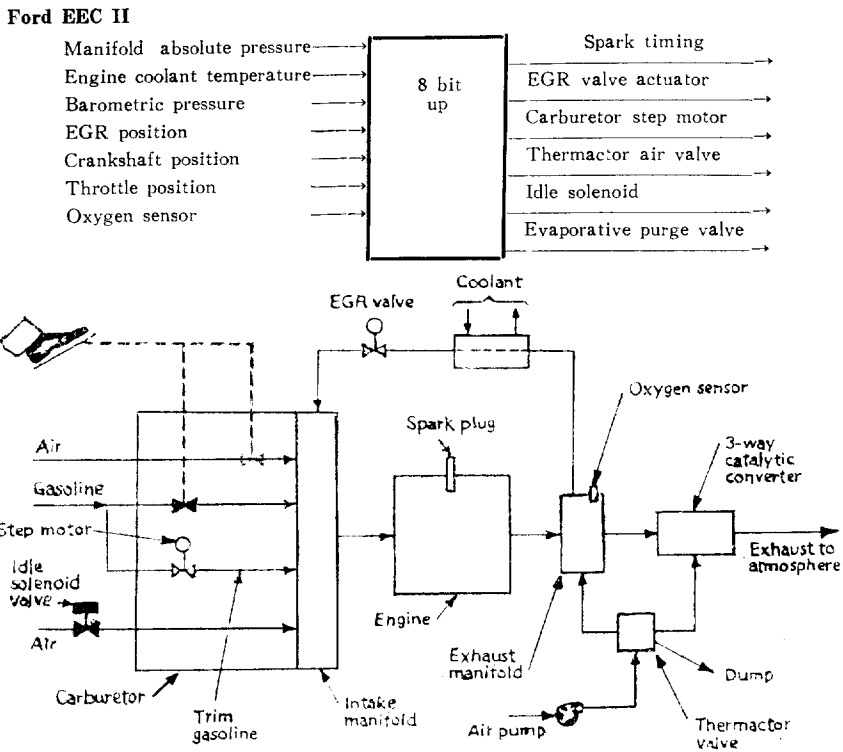 Ford EEC II
Manifold absolute pressure
Engine coolant temperature
Barometric pressure
EGR position
Crankshaft position
Throttle position
Oxygen sensor
8 bit
up
Spark timing
EGR valve actuator
Carburetor step motor
Thermactor air valve
Idle solenoid
Evaporative purge valve
Coolant
EGR valve
Oxygen sensor
Spark plug
3-way
catalytic
converter
Air
Gasoline
Step motor
Idle
solenoid
valve
Air
Exhaust to
atmosphere
Engine
Exhaust
manifold
Dump
Carburetor
Trim
gasoline
Intake
manifold
Air pump
Thermactor
valve